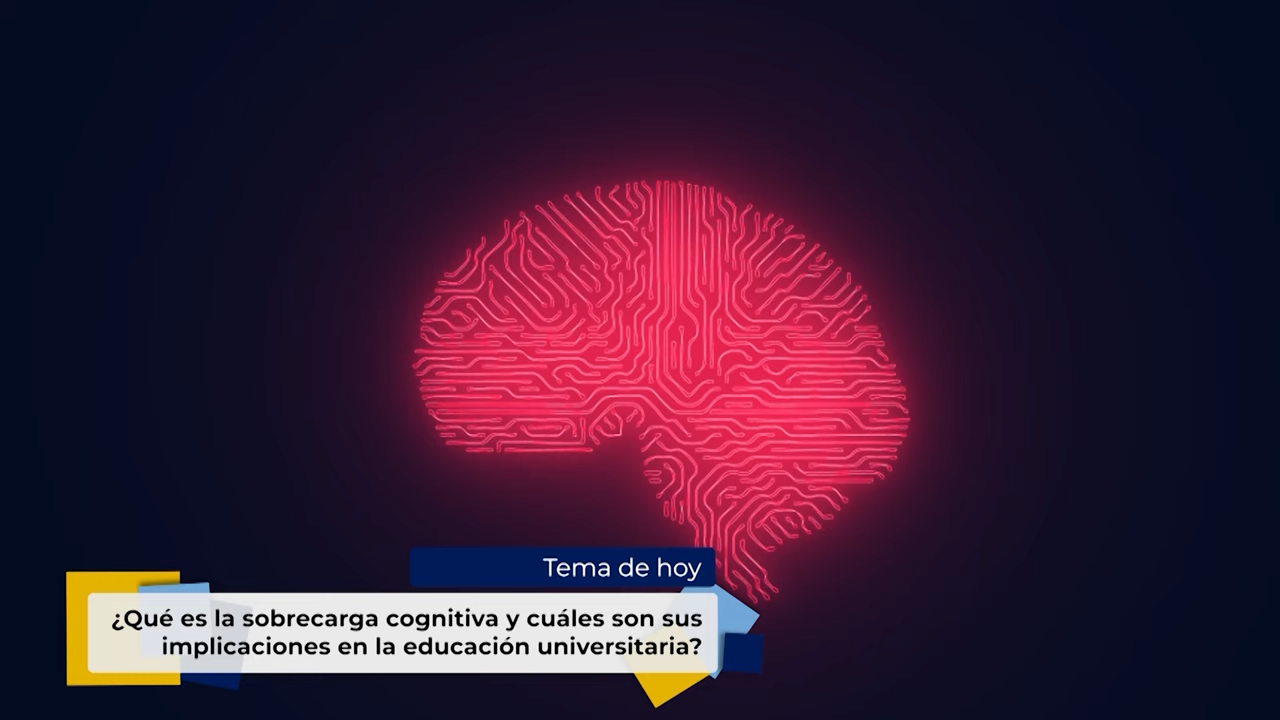 Tema de hoy
¿Qué es la sobrecarga cognitiva y cuáles son sus
implicaciones en la educación universitaria?